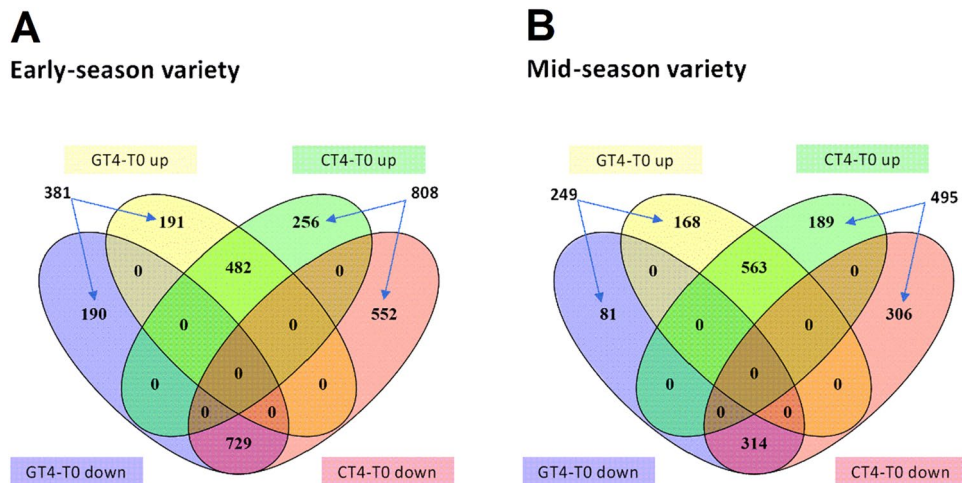 A
Early-season variety
GT4-T0 up
CT4-T0 up
381
808
191
256
0
482
0
190
552
0
0
0
0
0
0
0
729
GT4-T0 down
CT4-T0 down
B
Mid-season variety
GT4-T0 up
CT4-T0 up
249
495
168
189
0
563
0
81
306
0
0
0
0
0
0
0
314
GT4-T0 down
CT4-T0 down